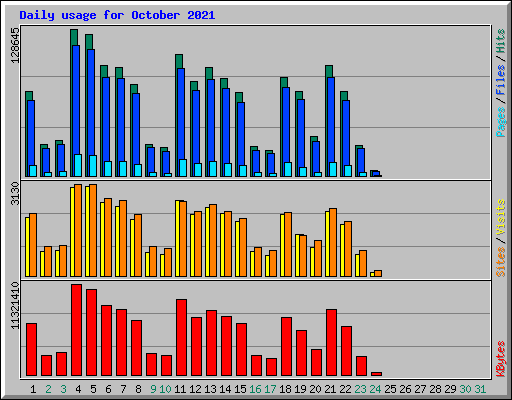 Daily usage for October 2021
128645
Pages / Files / Hits
3130
Sites / Visits
11321410
KBytes
1 2 3 4 5 6 7 8 9 10 11 12 13 14 15 16 17 18 19 20 21 22 23 24 25 26 27 28 29 30 31